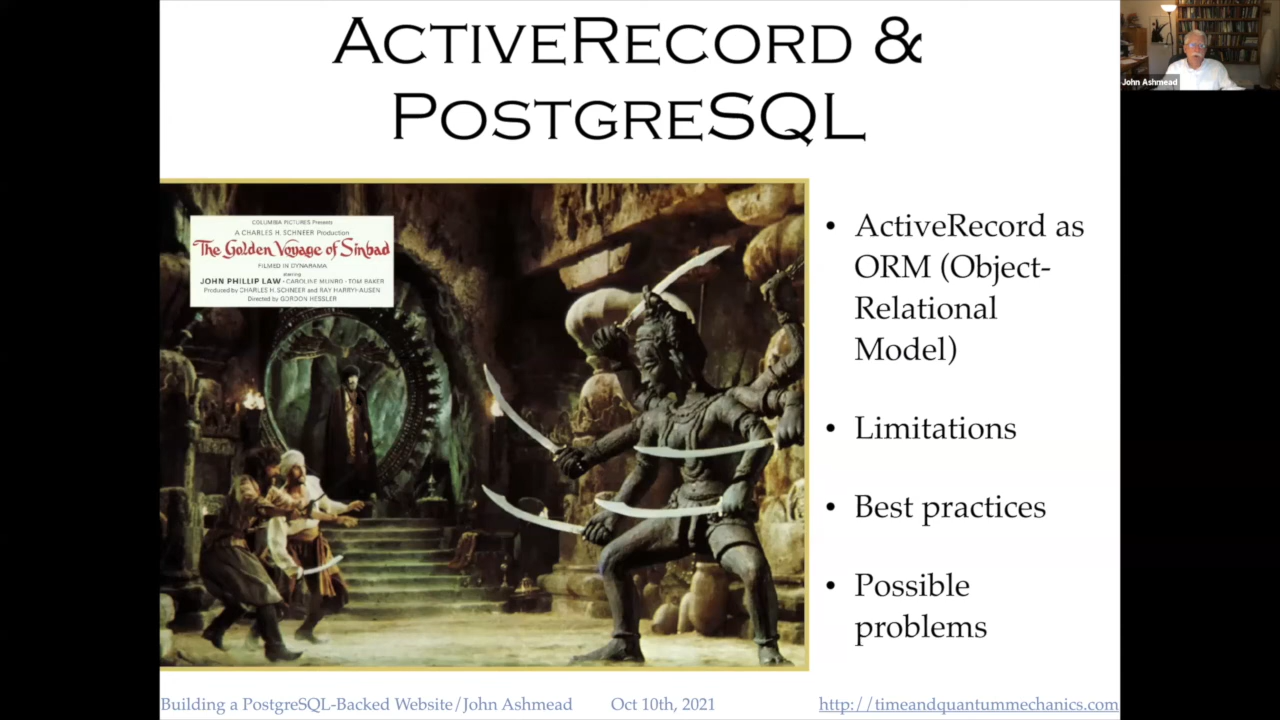 ACTIVERECORD &
POSTGRESQL
COLUMBIA PICTURES Presents
A CHARLES H. SCHNEER Production
The Golden Voyage of Sinbad
FILMED IN DYNARAMA
starring
JOHN PHILLIP LAW · CAROLINE MUNRO · TOM BAKER
Produced by CHARLES H. SCHNEER and RAY HARRYHAUSEN
Directed by GORDON HESSLER
• ActiveRecord as
ORM (Object-
Relational
Model)
• Limitations
• Best practices
• Possible
problems
Building a PostgreSQL-Backed Website/John Ashmead Oct 10th, 2021 http://timeandquantummechanics.com
John Ashmead